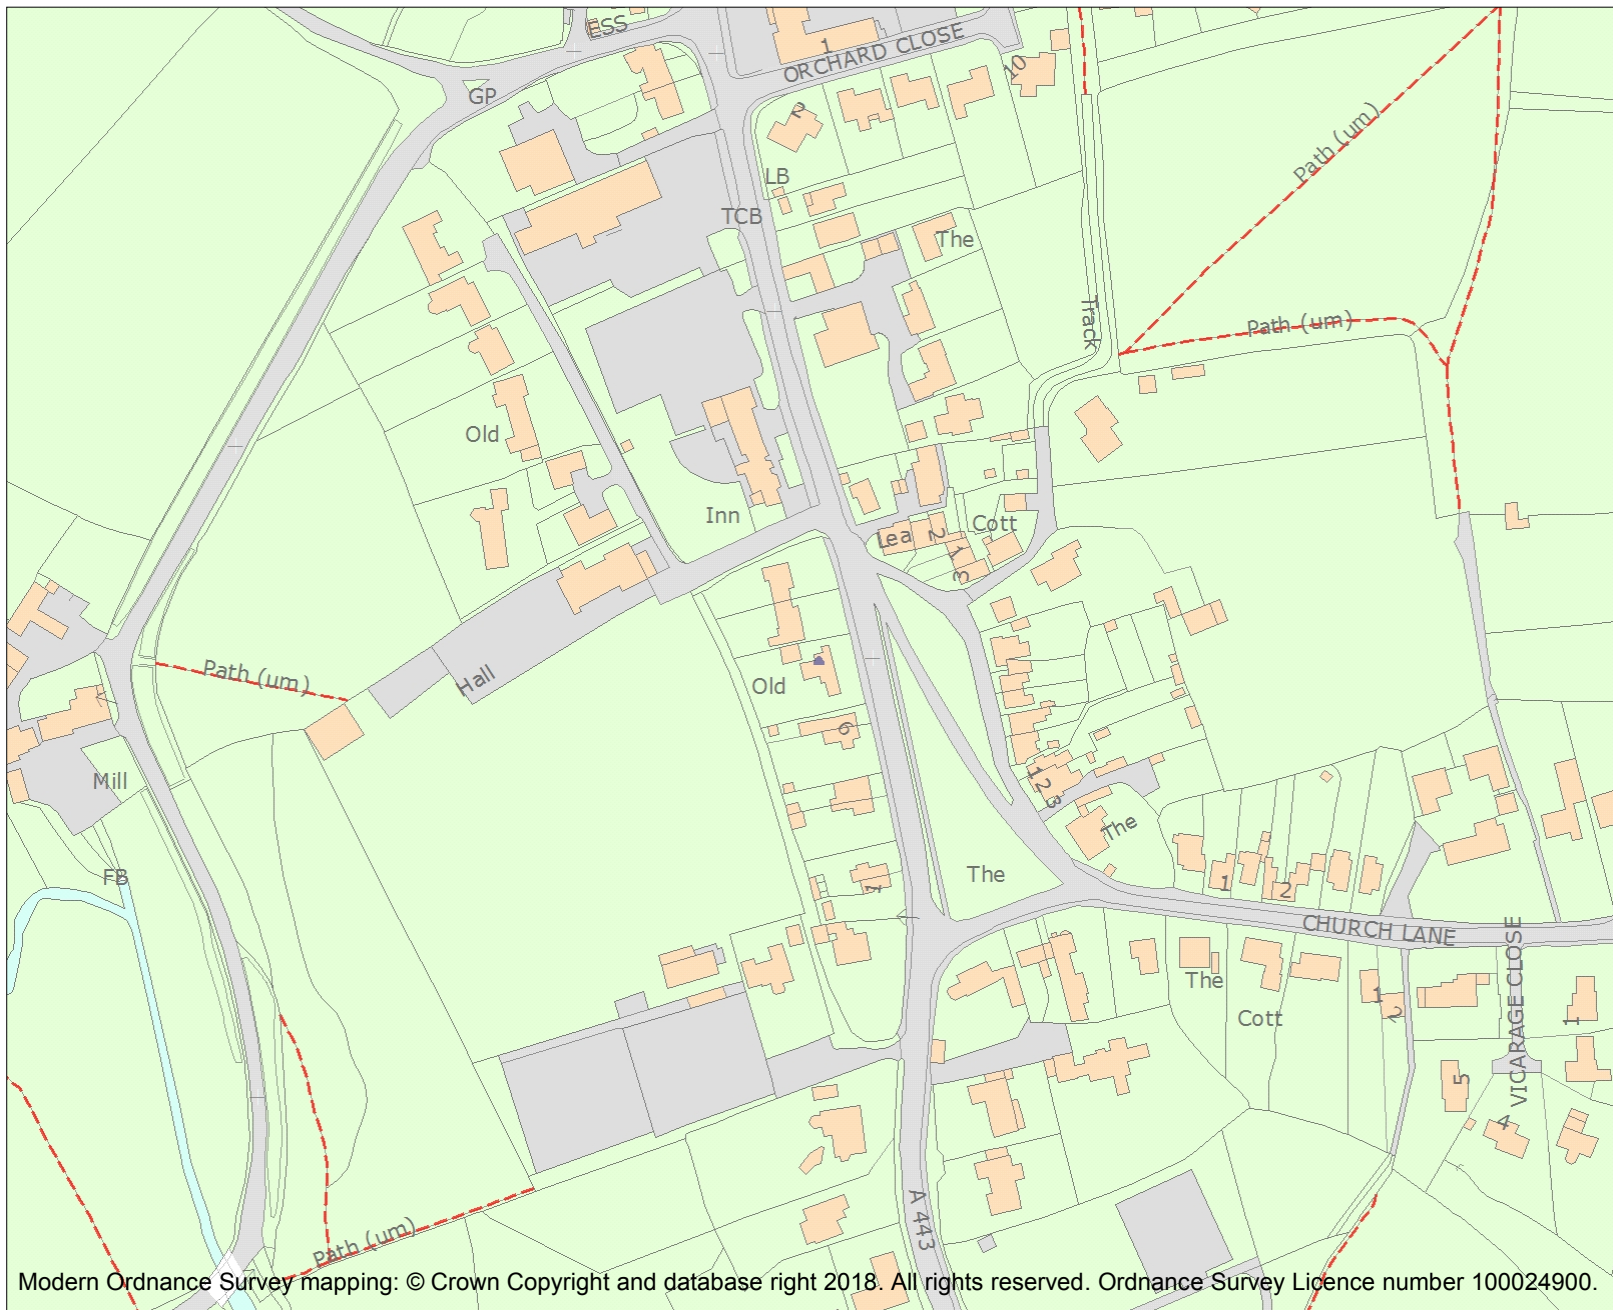 ESS
1
ORCHARD CLOSE
GP
10
2
Path (um)
LB
TCB
The
Track
Path (um)
Old
Inn
Lea
2
1
3
Cott
Path (um)
Hall
Old
6
Mill
1
2
3
The
FB
The
1
1
2
CHURCH LANE
The
Cott
1
2
VICARAGE CLOSE
1
5
4
A 443
Path (um)
Modern Ordnance Survey mapping: © Crown Copyright and database right 2018. All rights reserved. Ordnance Survey Licence number 100024900.